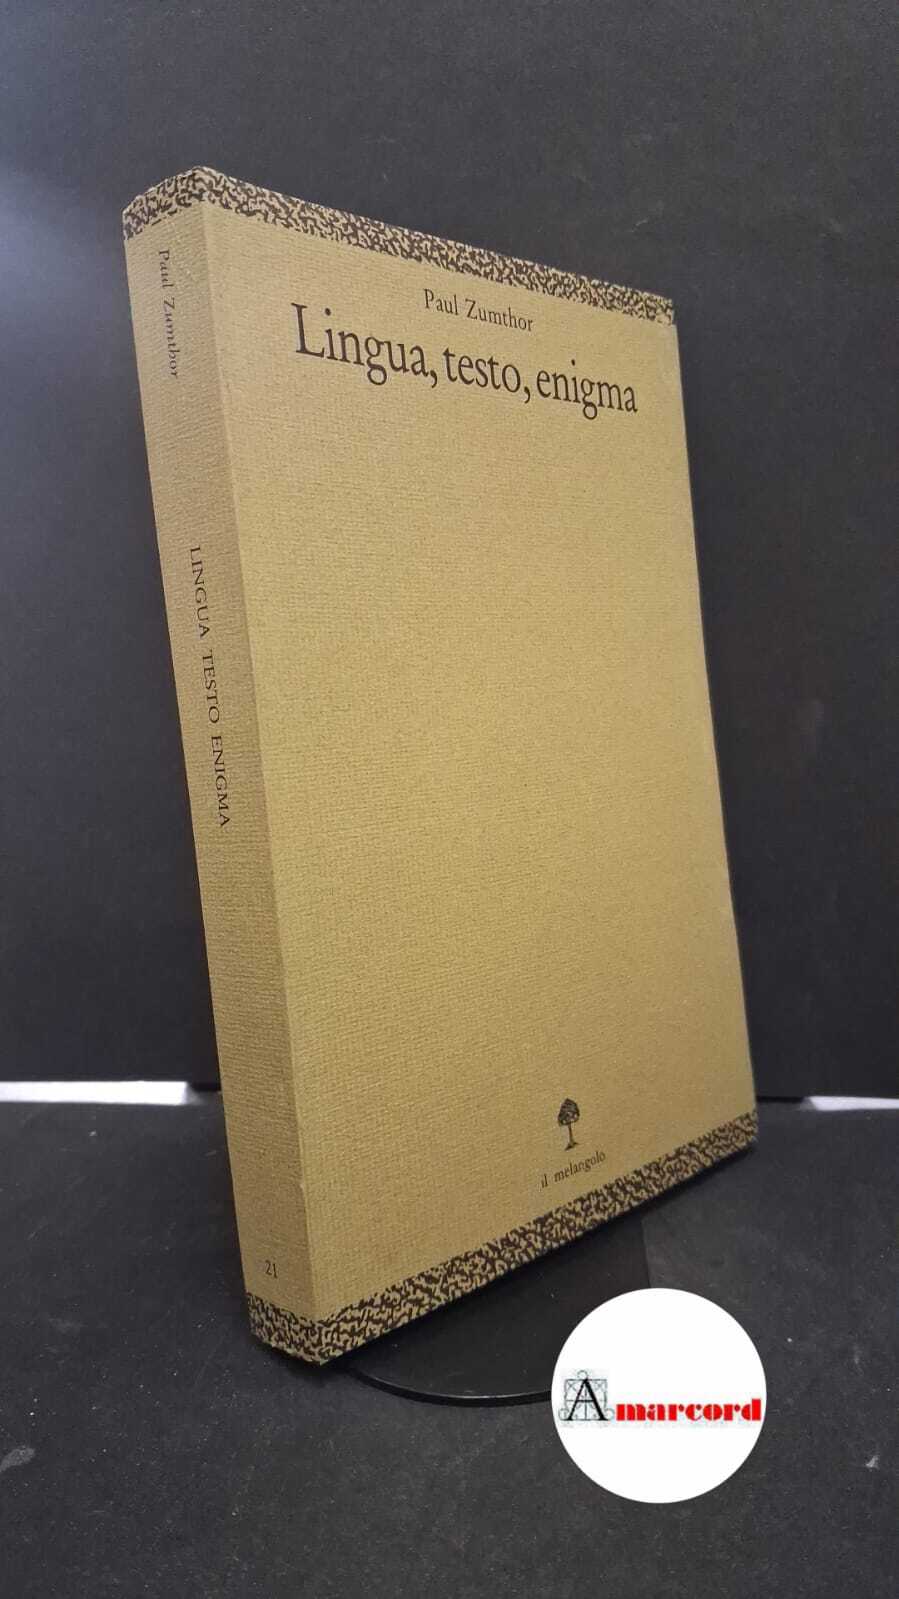 Paul Zumthor
Lingua, testo, enigma
il melangolo
Paul Zumthor
LINGUA TESTO ENIGMA
21
Amarcord